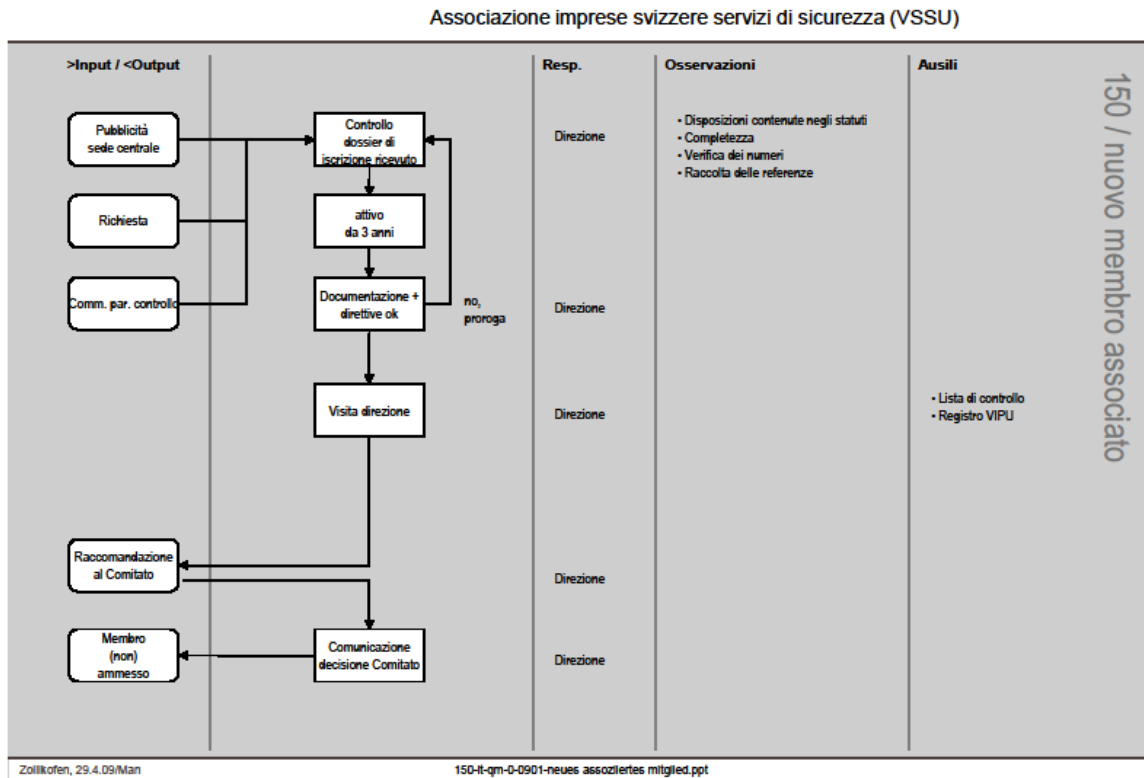 Associazione imprese svizzere servizi di sicurezza (VSSU)
>Input / <Output
Resp.
Osservazioni
Ausili
150 / nuovo membro associato
Pubblicità
sede centrale
Controllo
dossier di
iscrizione ricevuto
Direzione
• Disposizioni contenute negli statuti
• Completezza
• Verifica dei numeri
• Raccolta delle referenze
Richiesta
attivo
da 3 anni
Comm. par. controllo
Documentazione +
direttive ok
no,
proroga
Direzione
Visita direzione
Direzione
• Lista di controllo
• Registro VIPU
Raccomandazione
al Comitato
Direzione
Membro
(non)
ammesso
Comunicazione
decisione Comitato
Direzione
Zollikofen, 29.4.09/Man
150-it-qm-0-0901-neues assoziiertes mitglied.ppt